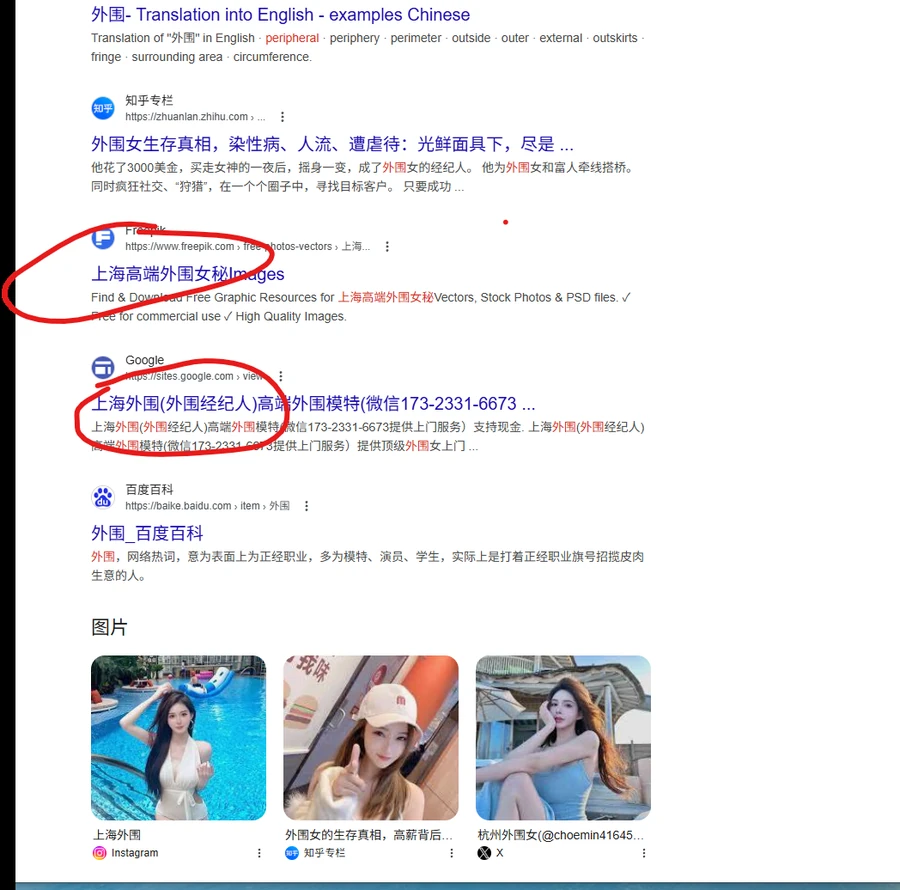 外围- Translation into English - examples Chinese
Translation of "外围" in English · peripheral · periphery · perimeter · outside · outer · external · outskirts ·
fringe · surrounding area · circumference.
知乎
知乎专栏
https://zhuanlan.zhihu.com › ...
外围女生存真相，染性病、人流、遭虐待：光鲜面具下，尽是 ...
他花了3000美金，买走女神的一夜后，摇身一变，成了外围女的经纪人。 他为外围女和富人牵线搭桥。
同时疯狂社交、“狩猎”，在一个个圈子中，寻找目标客户。 只要成功 ...
Freepik
https://www.freepik.com › free-photos-vectors › 上海...
上海高端外围女秘Images
Find & Download Free Graphic Resources for 上海高端外围女秘Vectors, Stock Photos & PSD files. ✓
Free for commercial use ✓ High Quality Images.
Google
https://sites.google.com › view
上海外围(外围经纪人)高端外围模特(微信173-2331-6673 ...
上海外围(外围经纪人)高端外围模特(微信173-2331-6673提供上门服务）支持现金. 上海外围(外围经纪人)
高端外围模特(微信173-2331-6673提供上门服务）提供顶级外围女上门 ...
du
百度百科
https://baike.baidu.com › item › 外围
外围_百度百科
外围，网络热词，意为表面上为正经职业，多为模特、演员、学生，实际上是打着正经职业旗号招揽皮肉
生意的人。
图片
我味
上海外围
Instagram
外围女的生存真相，高薪背后...
知乎
知乎专栏
杭州外围女(@choemin41645...
X